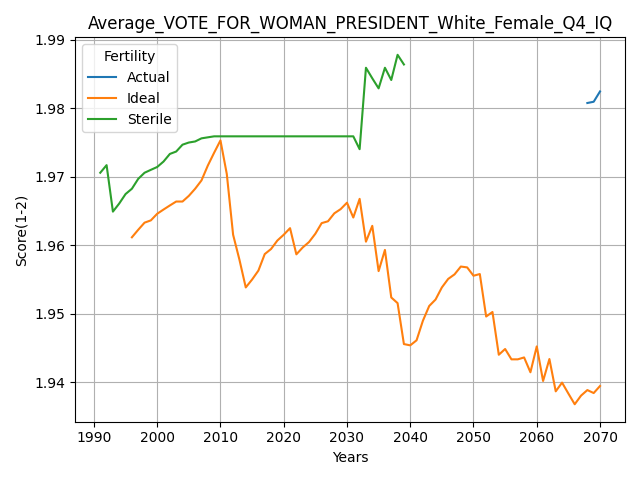 Average_VOTE_FOR_WOMAN_PRESIDENT_White_Female_Q4_IQ
1.99
1.98
1.97
1.96
1.95
1.94
Score(1-2)
Fertility
Actual
Ideal
Sterile
1990 2000 2010 2020 2030 2040 2050 2060 2070
Years